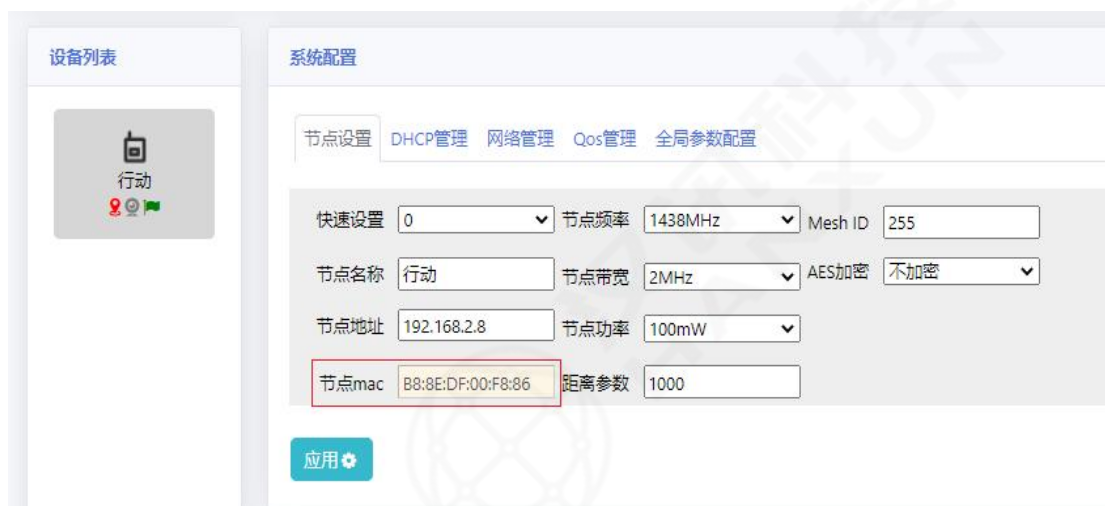 设备列表
系统配置
行动
节点设置 DHCP管理 网络管理 Qos管理 全局参数配置
快速设置 0 节点频率 1438MHz Mesh ID 255
节点名称 行动 节点带宽 2MHz AES加密 不加密
节点地址 192.168.2.8 节点功率 100mW
节点mac B8:8E:DF:00:F8:86 距离参数 1000
应用
汉恂科技
HANXUN